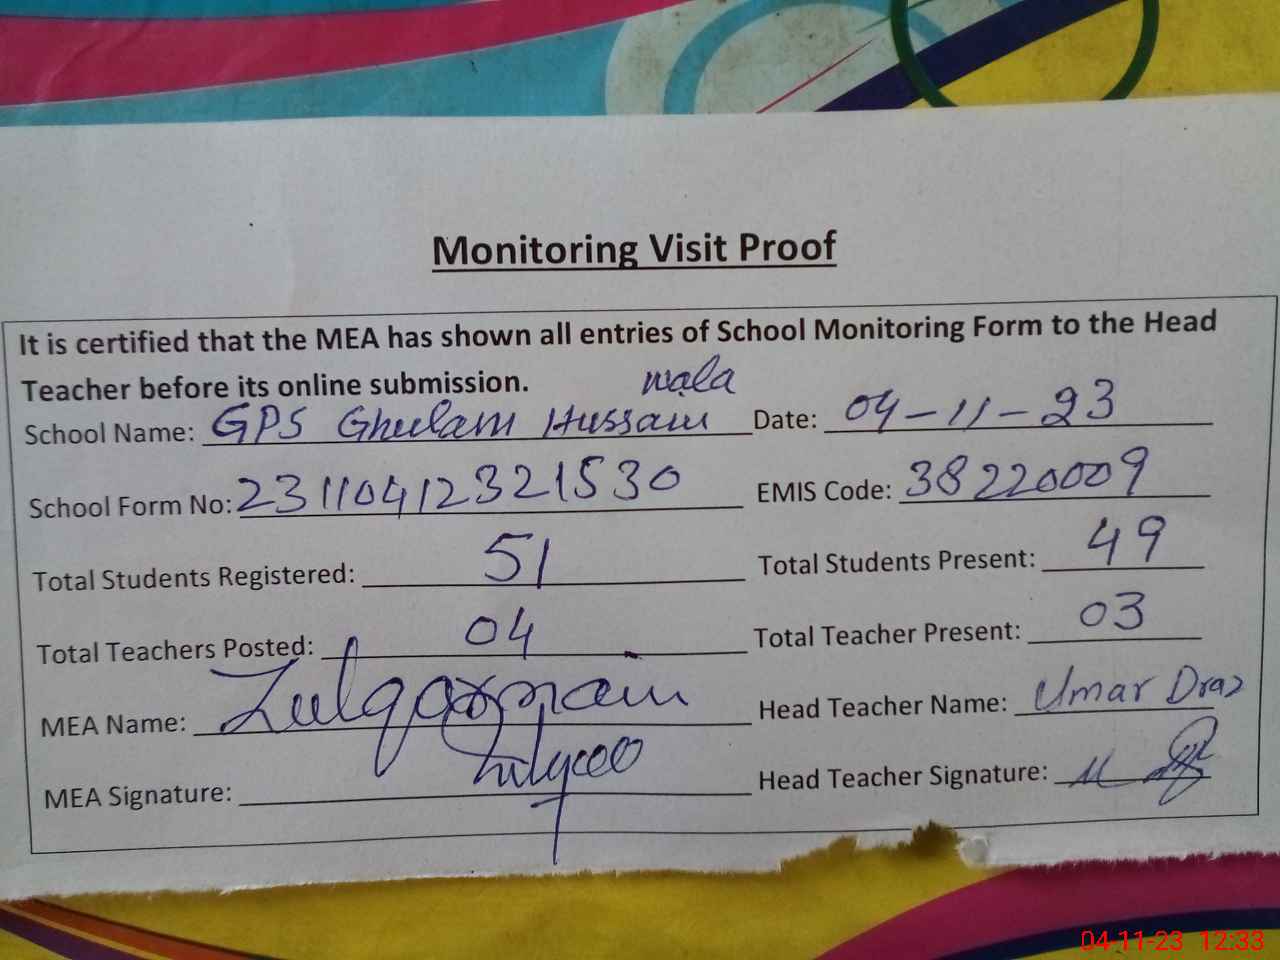 Monitoring Visit Proof
It is certified that the MEA has shown all entries of School Monitoring Form to the Head
Teacher before its online submission.
School Name: GPS Ghulam Hussain wala Date: 04-11-23
School Form No: 23110412321530 EMIS Code: 38220009
Total Students Registered: 51 Total Students Present: 49
Total Teachers Posted: 04 Total Teacher Present: 03
MEA Name: Zulqarnain Head Teacher Name: Umar Draz
MEA Signature: Head Teacher Signature:
04-11-23 12:33